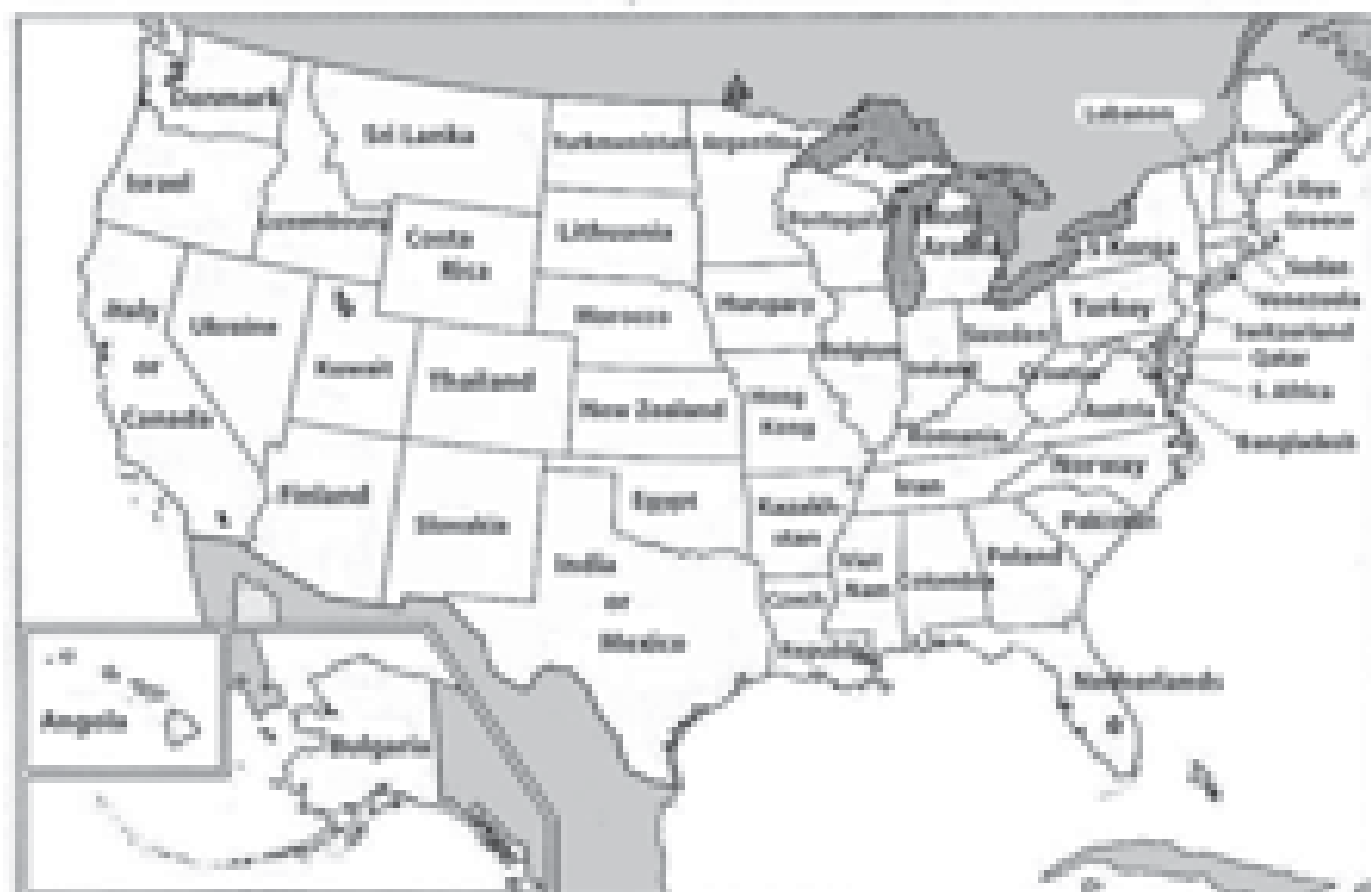 Denmark
Sri Lanka
Turkmenistan
Argentina
Lebanon
Ecuador
Israel
Luxembourg
Costa
Rica
Lithuania
Portugal
Saudi
Arabia
S Korea
Libya
Greece
Sudan
Venezuela
Switzerland
Qatar
S.Africa
Bangladesh
Italy
or
Canada
Ukraine
Kuwait
Thailand
Morocco
New Zealand
Hungary
Belgium
Ireland
Sweden
Turkey
Croatia
Austria
Hong
Kong
Romania
Norway
Iran
Finland
Slovakia
Egypt
Kazakh-
stan
Pakistan
Poland
Colombia
Viet
Nam
India
or
Mexico
Czech
Republic
Netherlands
Angola
Bulgaria